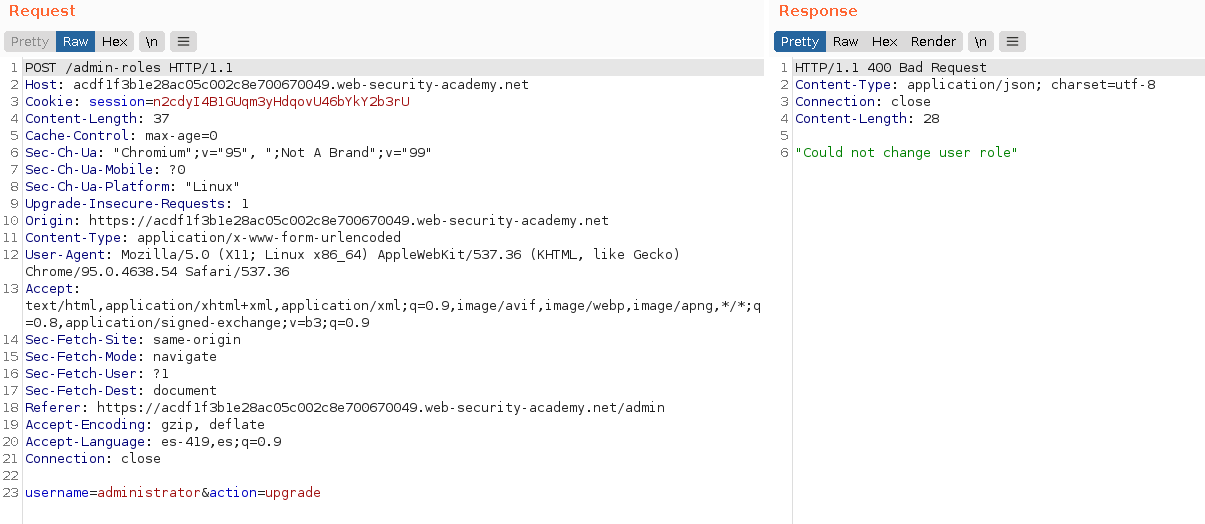 Request
Pretty Raw Hex \n
1 POST /admin-roles HTTP/1.1
2 Host: acdf1f3b1e28ac05c002c8e700670049.web-security-academy.net
3 Cookie: session=n2cdyI4B1GUqm3yHdqovU46bYkY2b3rU
4 Content-Length: 37
5 Cache-Control: max-age=0
6 Sec-Ch-Ua: "Chromium";v="95", ";Not A Brand";v="99"
7 Sec-Ch-Ua-Mobile: ?0
8 Sec-Ch-Ua-Platform: "Linux"
9 Upgrade-Insecure-Requests: 1
10 Origin: https://acdf1f3b1e28ac05c002c8e700670049.web-security-academy.net
11 Content-Type: application/x-www-form-urlencoded
12 User-Agent: Mozilla/5.0 (X11; Linux x86_64) AppleWebKit/537.36 (KHTML, like Gecko)
Chrome/95.0.4638.54 Safari/537.36
13 Accept:
text/html,application/xhtml+xml,application/xml;q=0.9,image/avif,image/webp,image/apng,*/*;q
=0.8,application/signed-exchange;v=b3;q=0.9
14 Sec-Fetch-Site: same-origin
15 Sec-Fetch-Mode: navigate
16 Sec-Fetch-User: ?1
17 Sec-Fetch-Dest: document
18 Referer: https://acdf1f3b1e28ac05c002c8e700670049.web-security-academy.net/admin
19 Accept-Encoding: gzip, deflate
20 Accept-Language: es-419,es;q=0.9
21 Connection: close
22
23 username=administrator&action=upgrade
Response
Pretty Raw Hex Render \n
1 HTTP/1.1 400 Bad Request
2 Content-Type: application/json; charset=utf-8
3 Connection: close
4 Content-Length: 28
5
6 "Could not change user role"